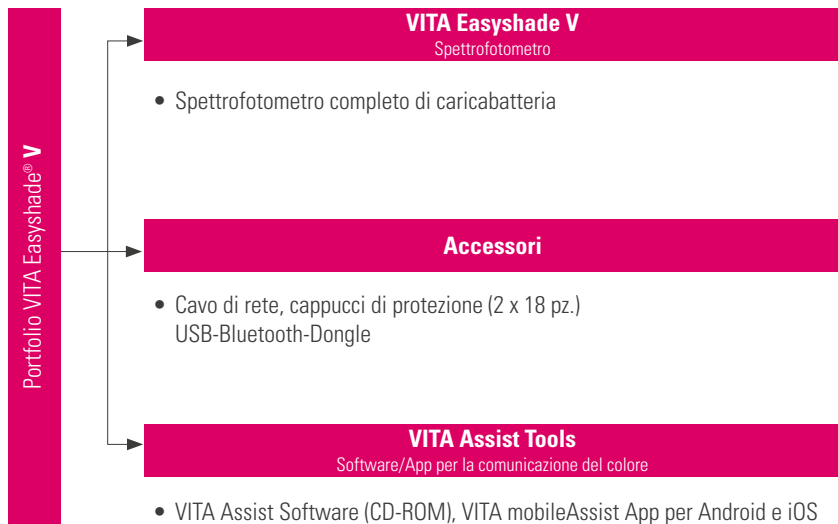 Portfolio VITA Easyshade® V
VITA Easyshade V
Spettrofotometro
• Spettrofotometro completo di caricabatteria
Accessori
• Cavo di rete, cappucci di protezione (2 x 18 pz.)
USB-Bluetooth-Dongle
VITA Assist Tools
Software/App per la comunicazione del colore
• VITA Assist Software (CD-ROM), VITA mobileAssist App per Android e iOS